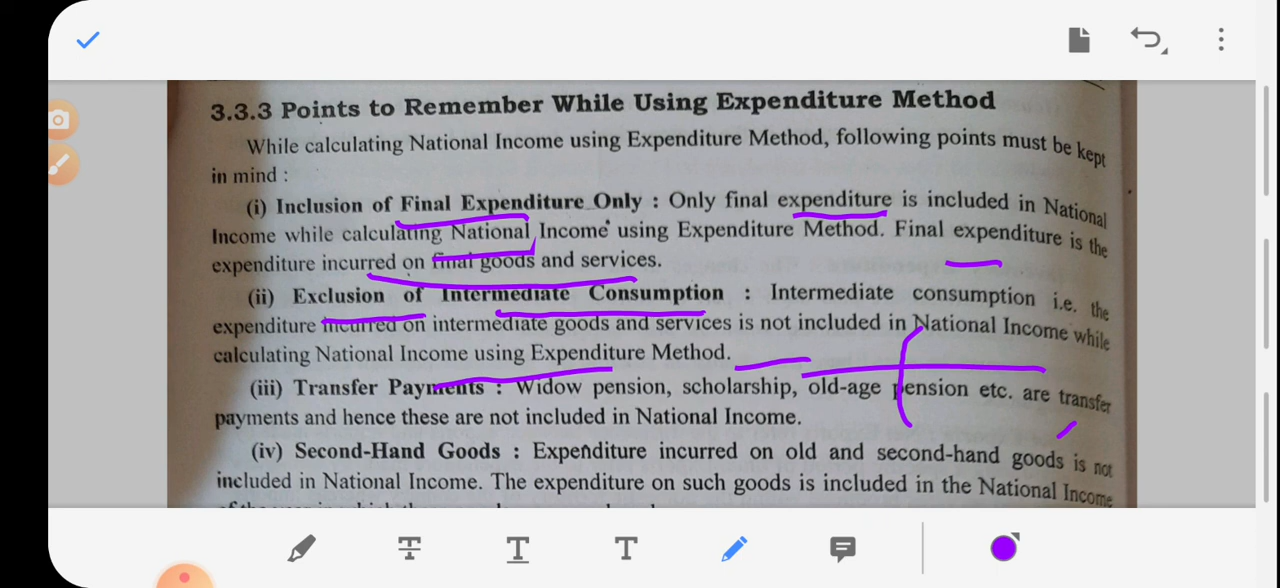 3.3.3 Points to Remember While Using Expenditure Method
While calculating National Income using Expenditure Method, following points must be kept
in mind :
(i) Inclusion of Final Expenditure Only : Only final expenditure is included in National
Income while calculating National Income using Expenditure Method. Final expenditure is the
expenditure incurred on final goods and services.
(ii) Exclusion of Intermediate Consumption : Intermediate consumption i.e. the
expenditure incurred on intermediate goods and services is not included in National Income while
calculating National Income using Expenditure Method.
(iii) Transfer Payments : Widow pension, scholarship, old-age pension etc. are transfer
payments and hence these are not included in National Income.
(iv) Second-Hand Goods : Expenditure incurred on old and second-hand goods is not
included in National Income. The expenditure on such goods is included in the National Income